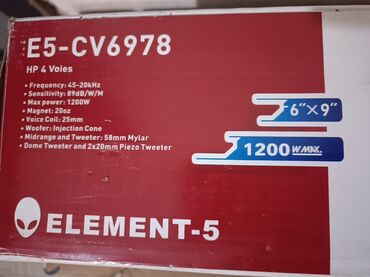 E5-CV6978
HP 4 Voies
• Frequency: 45-20kHz
• Sensitivity: 89dB/W/M
• Max power: 1200W
• Magnet: 20oz
• Voice Coil: 25mm
• Woofer: Injection Cone
• Midrange and Tweeter: 58mm Mylar
• Dome Tweeter and 2x20mm Piezo Tweeter
6"×9"
1200 W MAX.
ELEMENT-5